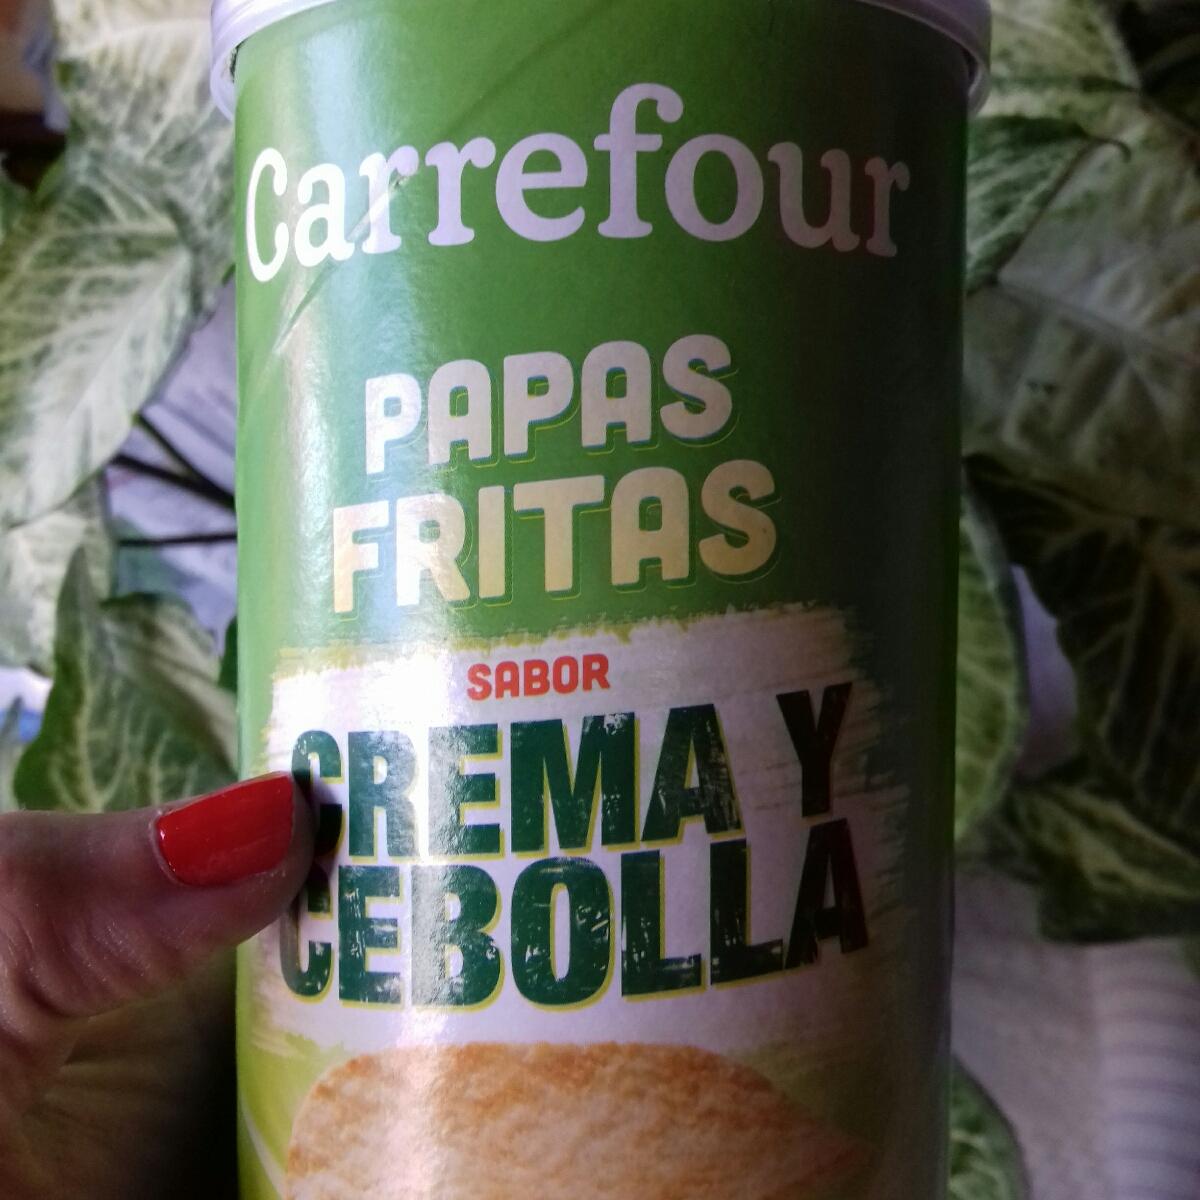 Carrefour
PAPAS
FRITAS
SABOR
CREMA Y
CEBOLLA